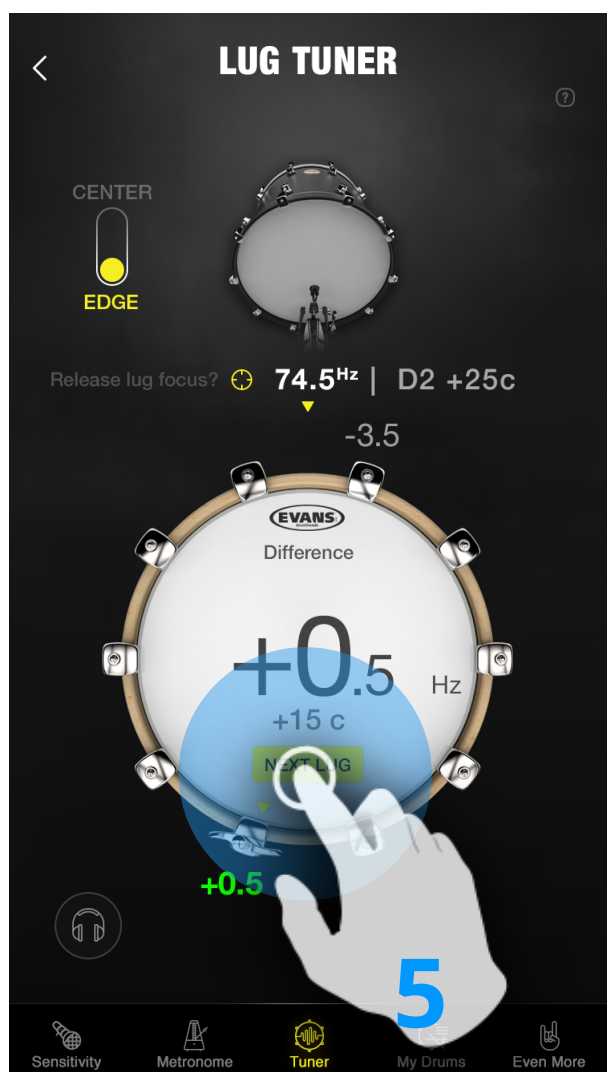 LUG TUNER
?
CENTER
EDGE
Release lug focus? 74.5Hz | D2 +25c
-3.5
EVANS
drumheads
Difference
+0.5 Hz
+15 c
NEXT LUG
+0.5
5
Sensitivity Metronome Tuner My Drums Even More